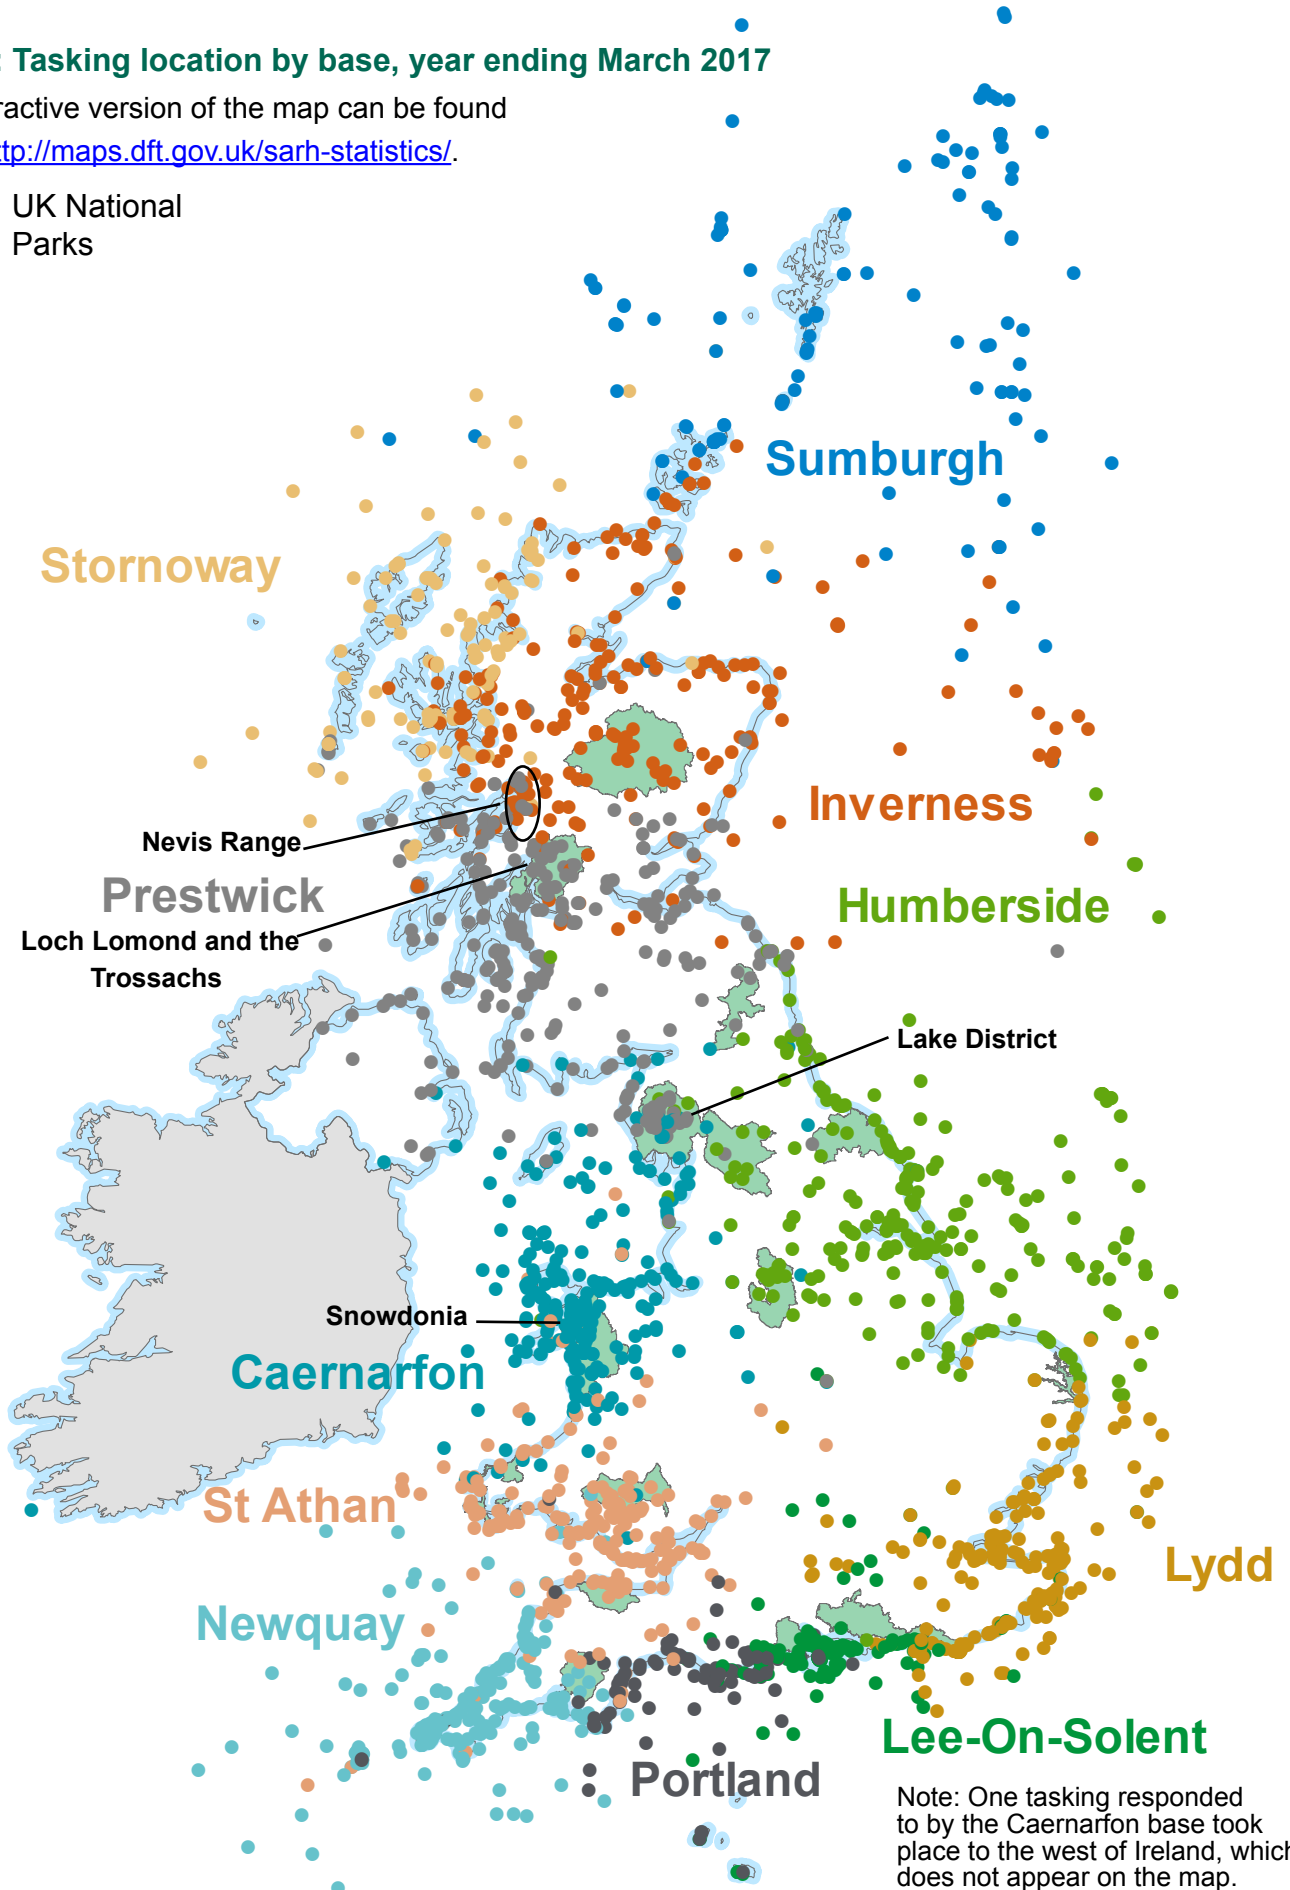 : Tasking location by base, year ending March 2017
ractive version of the map can be found
ttp://maps.dft.gov.uk/sarh-statistics/.
UK National
Parks
Sumburgh
Stornoway
Inverness
Nevis Range
Prestwick
Humberside
Loch Lomond and the
Trossachs
Lake District
Snowdonia
Caernarfon
St Athan
Lydd
Newquay
Lee-On-Solent
Portland
Note: One tasking responded
to by the Caernarfon base took
place to the west of Ireland, which
does not appear on the map.